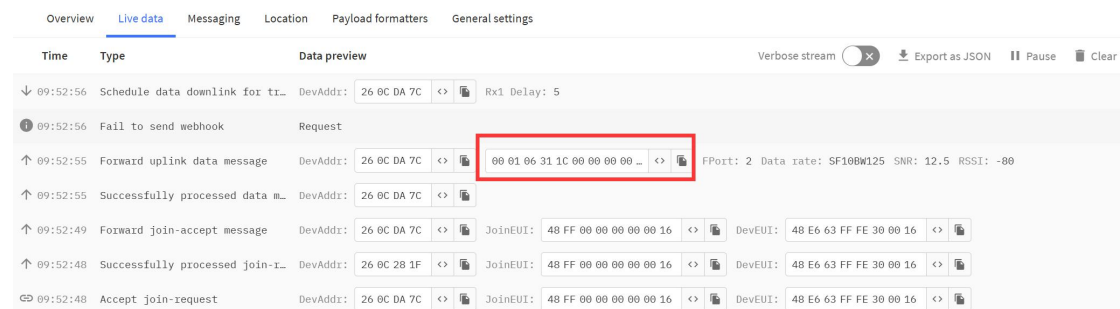 Overview Live data Messaging Location Payload formatters General settings
Time Type Data preview Verbose stream Export as JSON Pause Clear
09:52:56 Schedule data downlink for tr… DevAddr: 26 0C DA 7C <> Rx1 Delay: 5
09:52:56 Fail to send webhook Request
09:52:55 Forward uplink data message DevAddr: 26 0C DA 7C <> 00 01 06 31 1C 00 00 00 00 … <> FPort: 2 Data rate: SF10BW125 SNR: 12.5 RSSI: -80
09:52:55 Successfully processed data m… DevAddr: 26 0C DA 7C <>
09:52:49 Forward join-accept message DevAddr: 26 0C DA 7C <> JoinEUI: 48 FF 00 00 00 00 00 16 <> DevEUI: 48 E6 63 FF FE 30 00 16 <>
09:52:48 Successfully processed join-r… DevAddr: 26 0C 28 1F <> JoinEUI: 48 FF 00 00 00 00 00 16 <> DevEUI: 48 E6 63 FF FE 30 00 16 <>
09:52:48 Accept join-request DevAddr: 26 0C DA 7C <> JoinEUI: 48 FF 00 00 00 00 00 16 <> DevEUI: 48 E6 63 FF FE 30 00 16 <>